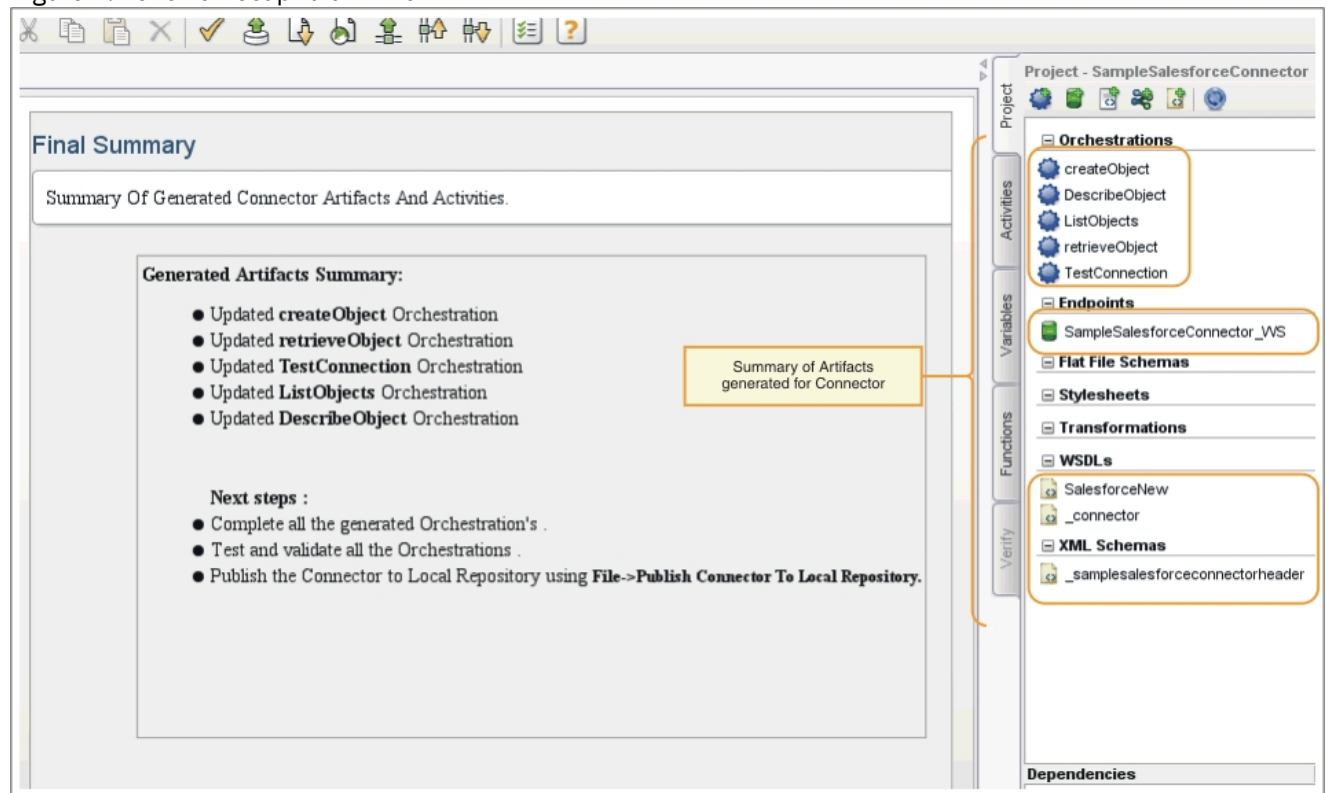 Project - SampleSalesforceConnector
Project
Activities
Variables
Functions
Verify
Final Summary
Summary Of Generated Connector Artifacts And Activities.
Generated Artifacts Summary:
● Updated createObject Orchestration
● Updated retrieveObject Orchestration
● Updated TestConnection Orchestration
● Updated ListObjects Orchestration
● Updated DescribeObject Orchestration
Next steps :
● Complete all the generated Orchestration's .
● Test and validate all the Orchestrations .
● Publish the Connector to Local Repository using File->Publish Connector To Local Repository.
Summary of Artifacts
generated for Connector
Orchestrations
createObject
DescribeObject
ListObjects
retrieveObject
TestConnection
Endpoints
SampleSalesforceConnector_WS
Flat File Schemas
Stylesheets
Transformations
WSDLs
SalesforceNew
_connector
XML Schemas
_samplesalesforceconnectorheader
Dependencies